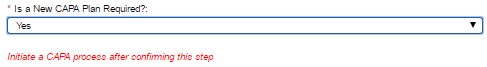 * Is a New CAPA Plan Required?:
Yes
Initiate a CAPA process after confirming this step